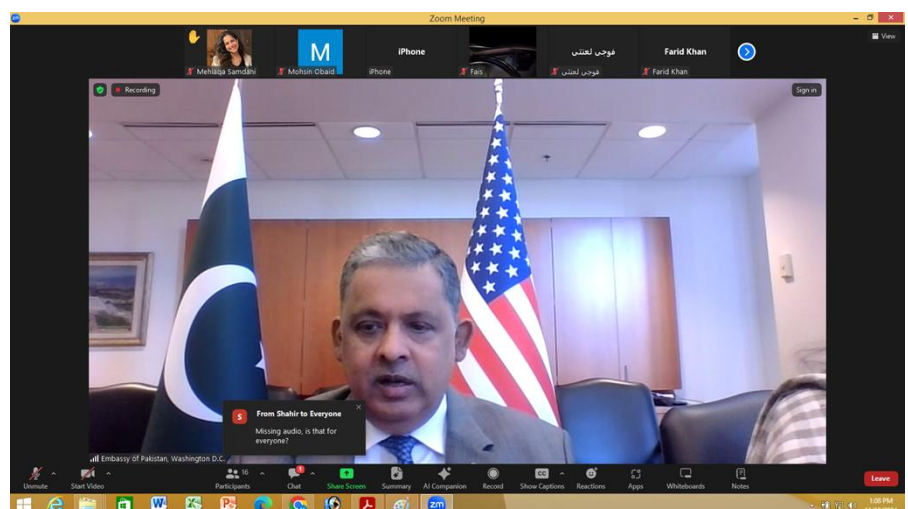 Zoom Meeting
View
M
iPhone
فوجی لعنتی
Farid Khan
Mehlaqa Samdani
Mohsin Obaid
iPhone
Fais
فوجی لعنتی
Farid Khan
Recording
Sign in
S
From Shahir to Everyone
Missing audio, is that for
everyone?
Embassy of Pakistan, Washington D.C.
16
1
CC
Unmute
Start Video
Participants
Chat
Share Screen
Summary
AI Companion
Record
Show Captions
Reactions
Apps
Whiteboards
Notes
Leave
zm
1:08 PM